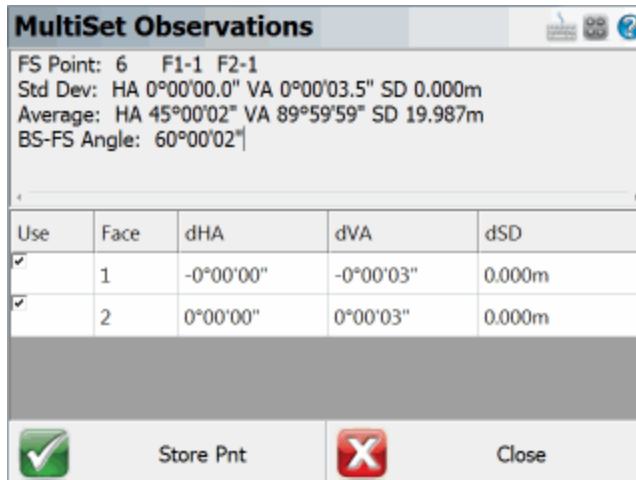 MultiSet Observations
FS Point: 6 F1-1 F2-1
Std Dev: HA 0°00'00.0" VA 0°00'03.5" SD 0.000m
Average: HA 45°00'02" VA 89°59'59" SD 19.987m
BS-FS Angle: 60°00'02"
Use Face dHA dVA dSD
1 -0°00'00" -0°00'03" 0.000m
2 0°00'00" 0°00'03" 0.000m
Store Pnt Close